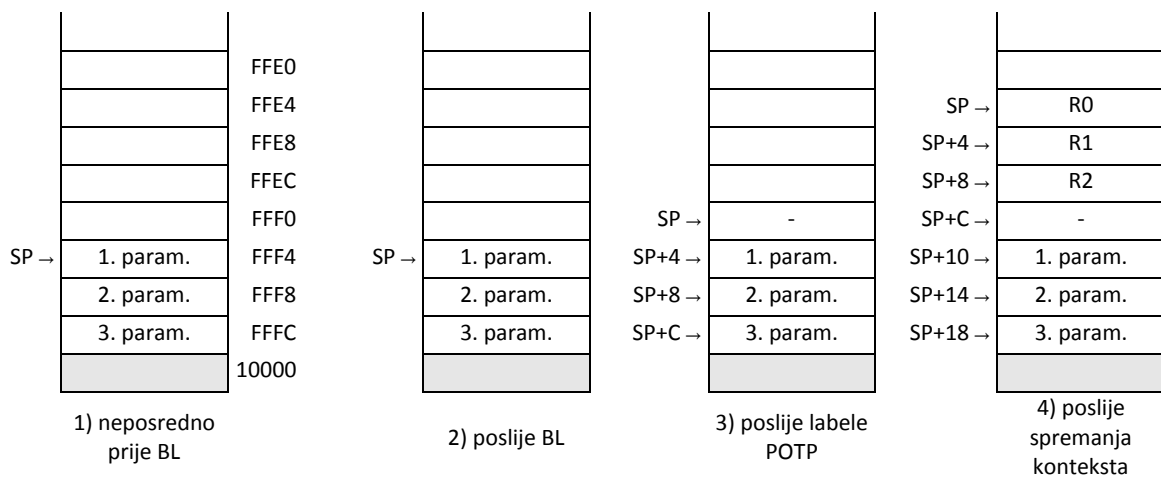 FFE0
FFE4 SP → R0
FFE8 SP+4 → R1
FFEC SP+8 → R2
FFF0 SP → - SP+C → -
SP → 1. param. FFF4 SP → 1. param. SP+4 → 1. param. SP+10 → 1. param.
2. param. FFF8 2. param. SP+8 → 2. param. SP+14 → 2. param.
3. param. FFFC 3. param. SP+C → 3. param. SP+18 → 3. param.
10000
1) neposredno
prije BL
2) poslije BL
3) poslije labele
POTP
4) poslije
spremanja
konteksta